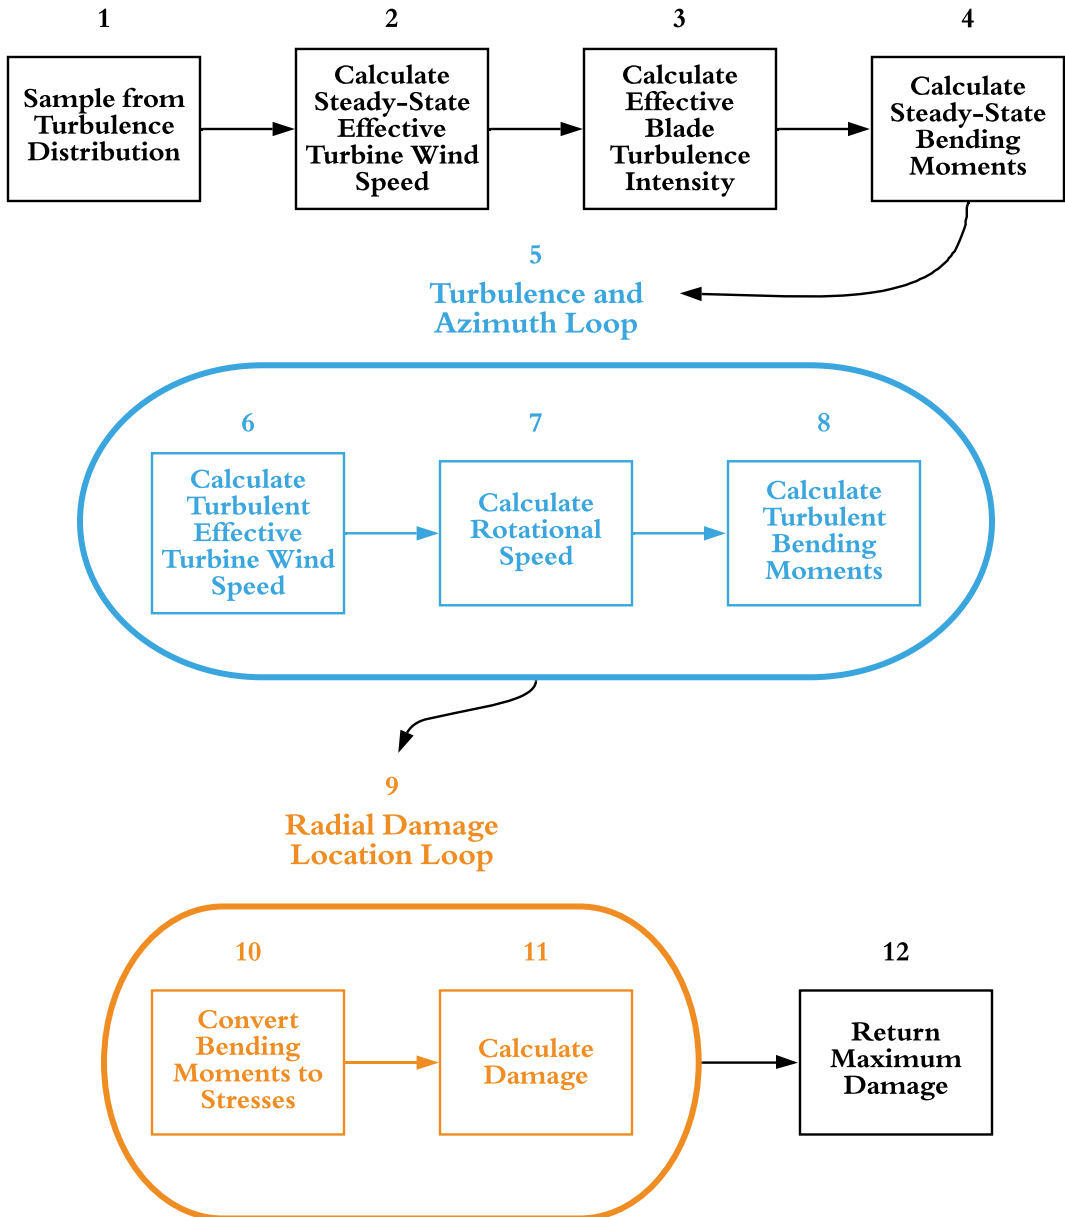 1
Sample from
Turbulence
Distribution
2
Calculate
Steady-State
Effective
Turbine Wind
Speed
3
Calculate
Effective
Blade
Turbulence
Intensity
4
Calculate
Steady-State
Bending
Moments
5
Turbulence and
Azimuth Loop
6
Calculate
Turbulent
Effective
Turbine Wind
Speed
7
Calculate
Rotational
Speed
8
Calculate
Turbulent
Bending
Moments
9
Radial Damage
Location Loop
10
Convert
Bending
Moments to
Stresses
11
Calculate
Damage
12
Return
Maximum
Damage